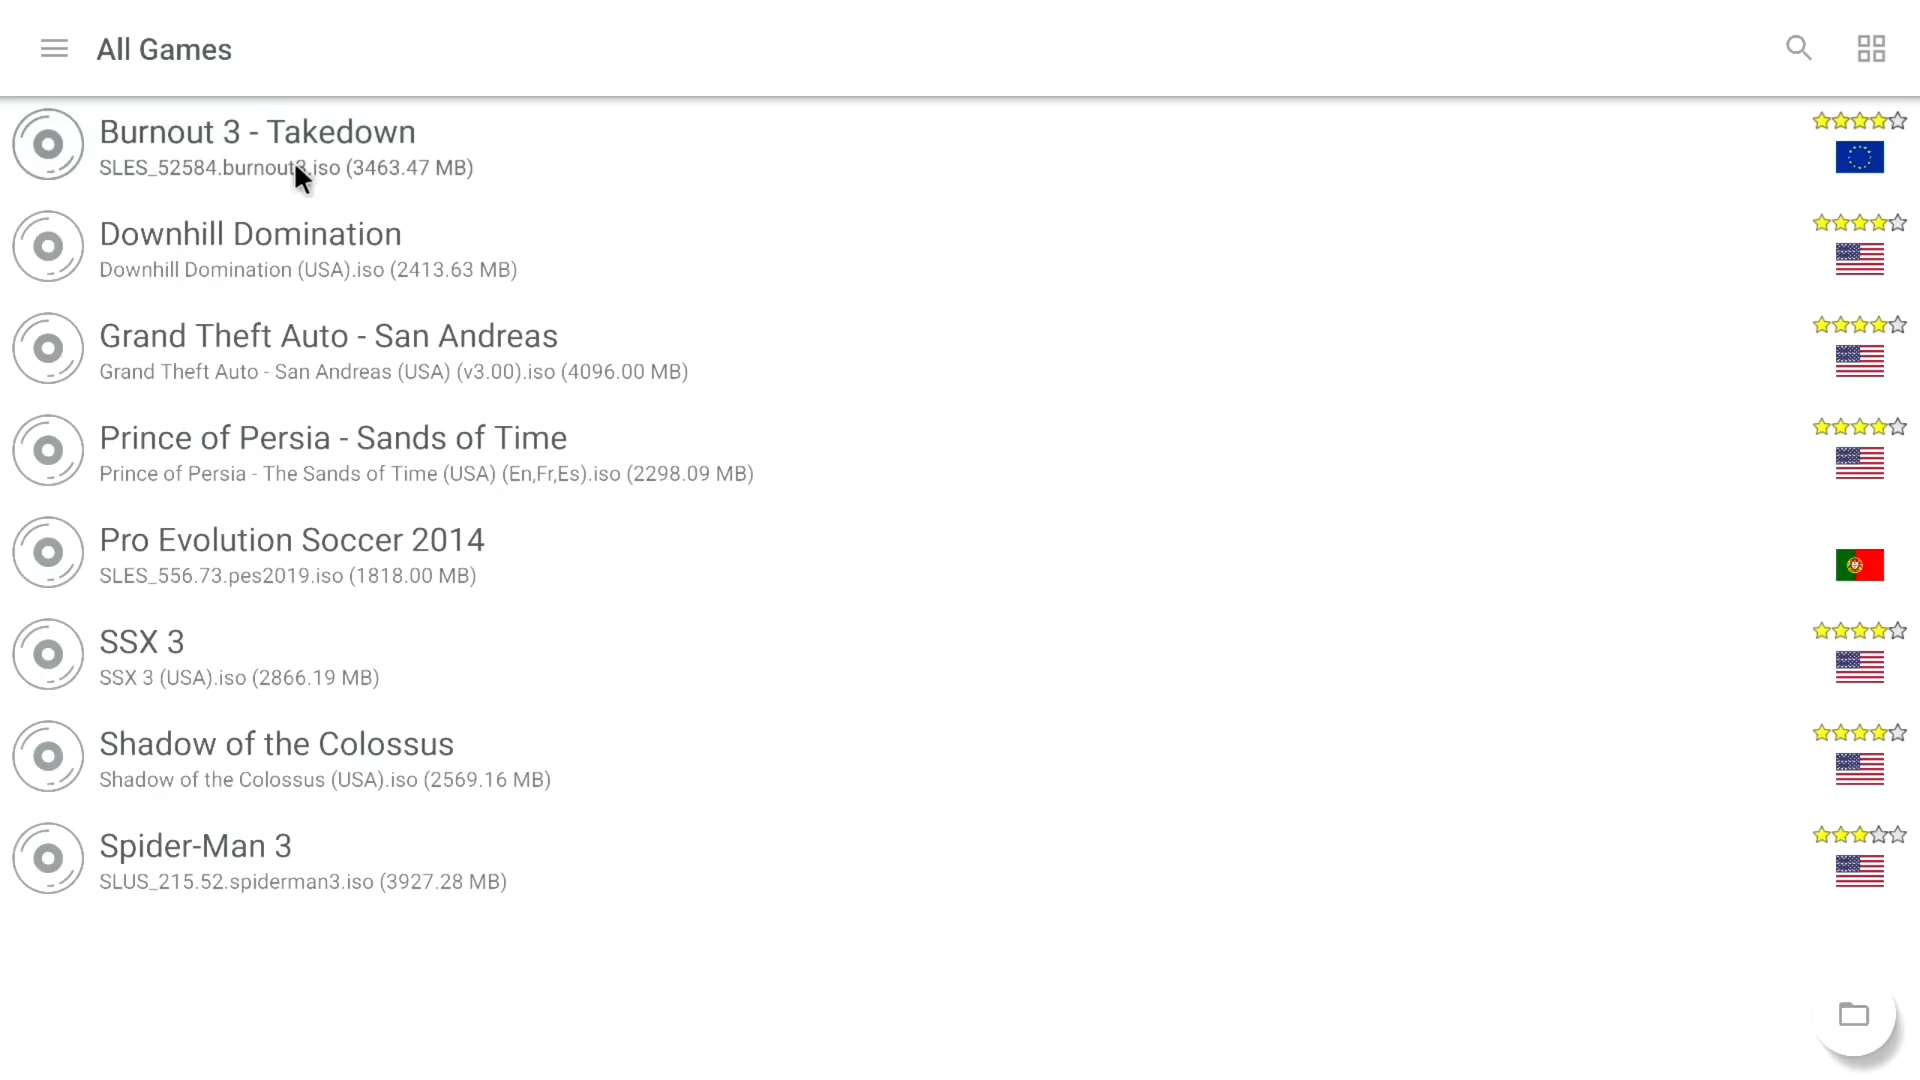 All Games
Burnout 3 - Takedown
SLES_52584.burnout3.iso (3463.47 MB)
Downhill Domination
Downhill Domination (USA).iso (2413.63 MB)
Grand Theft Auto - San Andreas
Grand Theft Auto - San Andreas (USA) (v3.00).iso (4096.00 MB)
Prince of Persia - Sands of Time
Prince of Persia - The Sands of Time (USA) (En,Fr,Es).iso (2298.09 MB)
Pro Evolution Soccer 2014
SLES_556.73.pes2019.iso (1818.00 MB)
SSX 3
SSX 3 (USA).iso (2866.19 MB)
Shadow of the Colossus
Shadow of the Colossus (USA).iso (2569.16 MB)
Spider-Man 3
SLUS_215.52.spiderman3.iso (3927.28 MB)